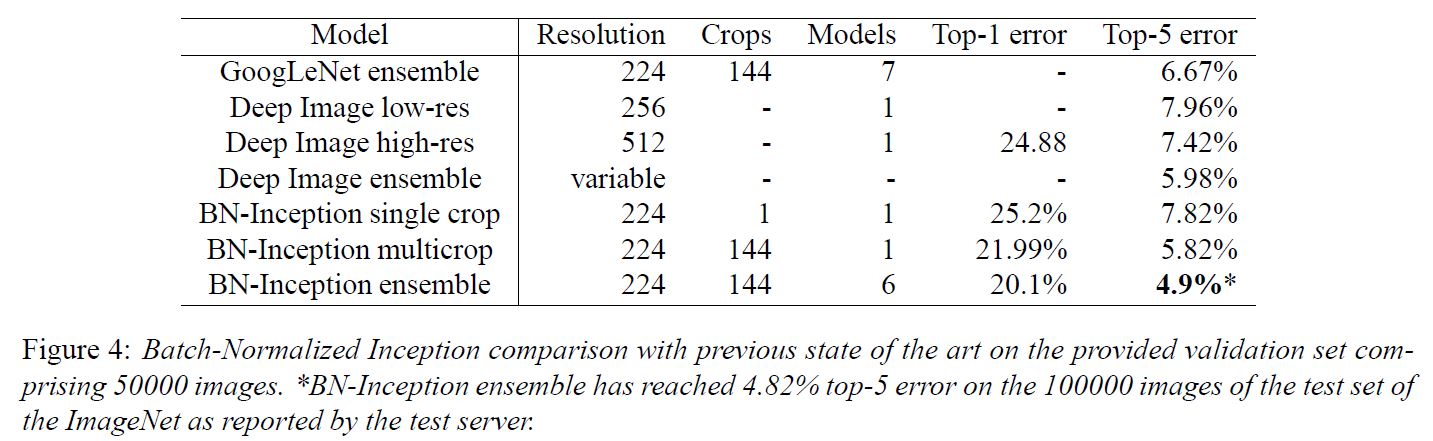 Model Resolution Crops Models Top-1 error Top-5 error
GoogLeNet ensemble 224 144 7 - 6.67%
Deep Image low-res 256 - 1 - 7.96%
Deep Image high-res 512 - 1 24.88 7.42%
Deep Image ensemble variable - - - 5.98%
BN-Inception single crop 224 1 1 25.2% 7.82%
BN-Inception multicrop 224 144 1 21.99% 5.82%
BN-Inception ensemble 224 144 6 20.1% 4.9%*
Figure 4: Batch-Normalized Inception comparison with previous state of the art on the provided validation set com-
prising 50000 images. *BN-Inception ensemble has reached 4.82% top-5 error on the 100000 images of the test set of
the ImageNet as reported by the test server.